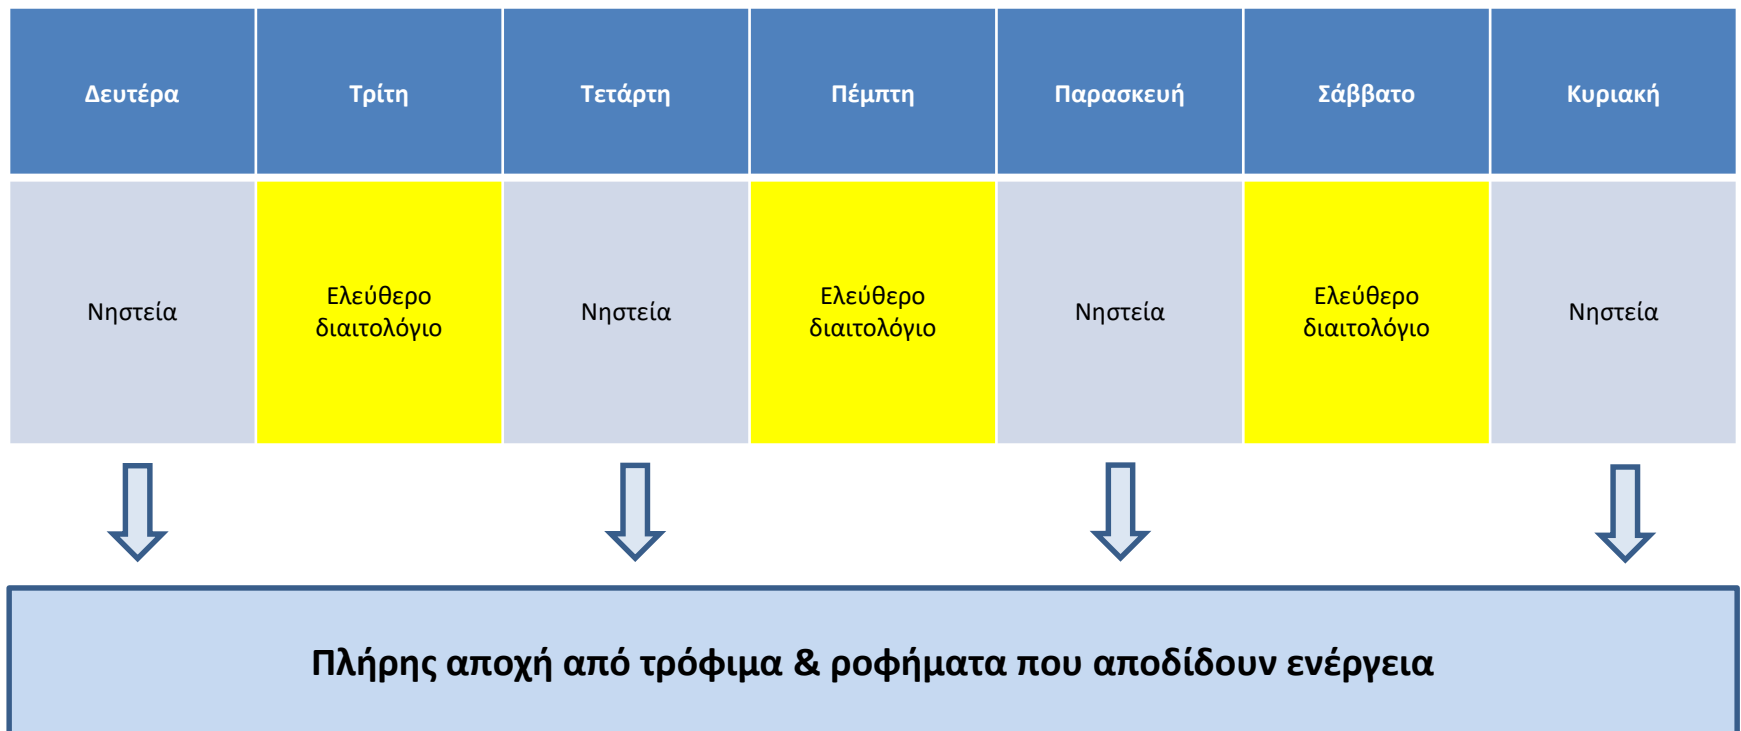 Δευτέρα Τρίτη Τετάρτη Πέμπτη Παρασκευή Σάββατο Κυριακή
Νηστεία
Ελεύθερο
διαιτολόγιο
Νηστεία
Ελεύθερο
διαιτολόγιο
Νηστεία
Ελεύθερο
διαιτολόγιο
Νηστεία
Πλήρης αποχή από τρόφιμα & ροφήματα που αποδίδουν ενέργεια